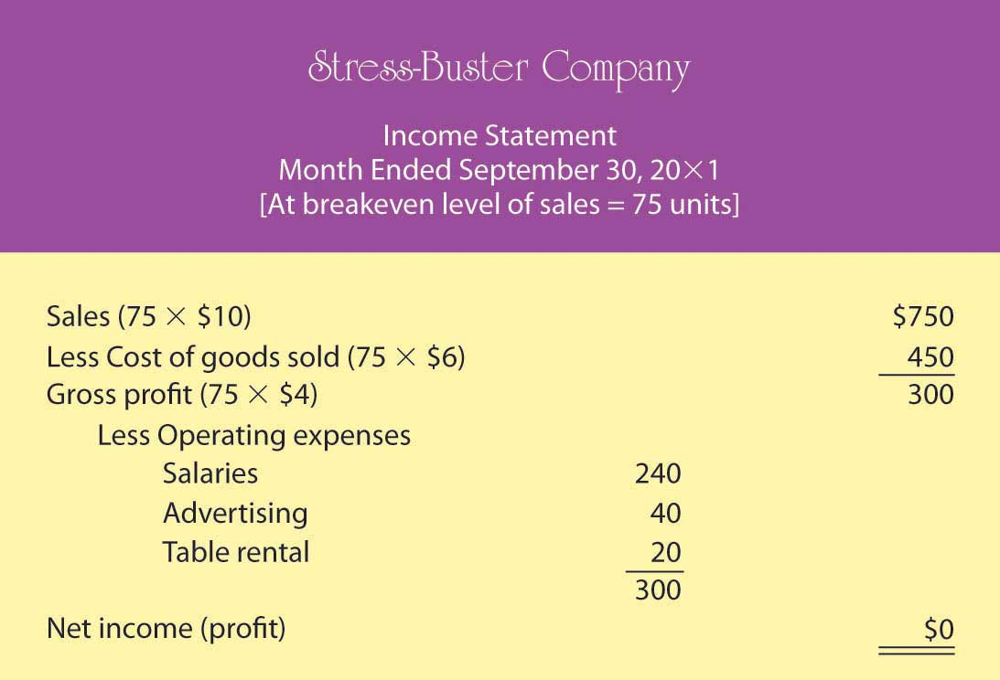 Stress-Buster Company
Income Statement
Month Ended September 30, 20×1
[At breakeven level of sales = 75 units]
Sales (75 × $10) $750
Less Cost of goods sold (75 × $6) 450
Gross profit (75 × $4) 300
Less Operating expenses
Salaries 240
Advertising 40
Table rental 20
300
Net income (profit) $0